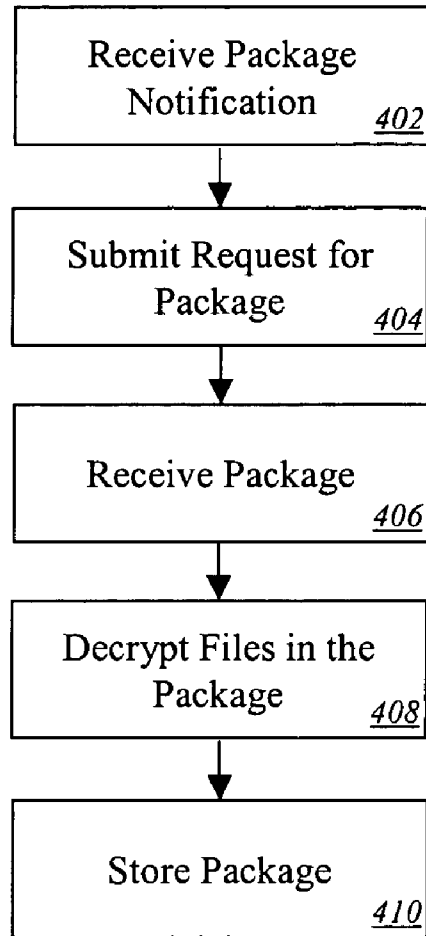 Receive Package
Notification
402
Submit Request for
Package
404
Receive Package
406
Decrypt Files in the
Package
408
Store Package
410